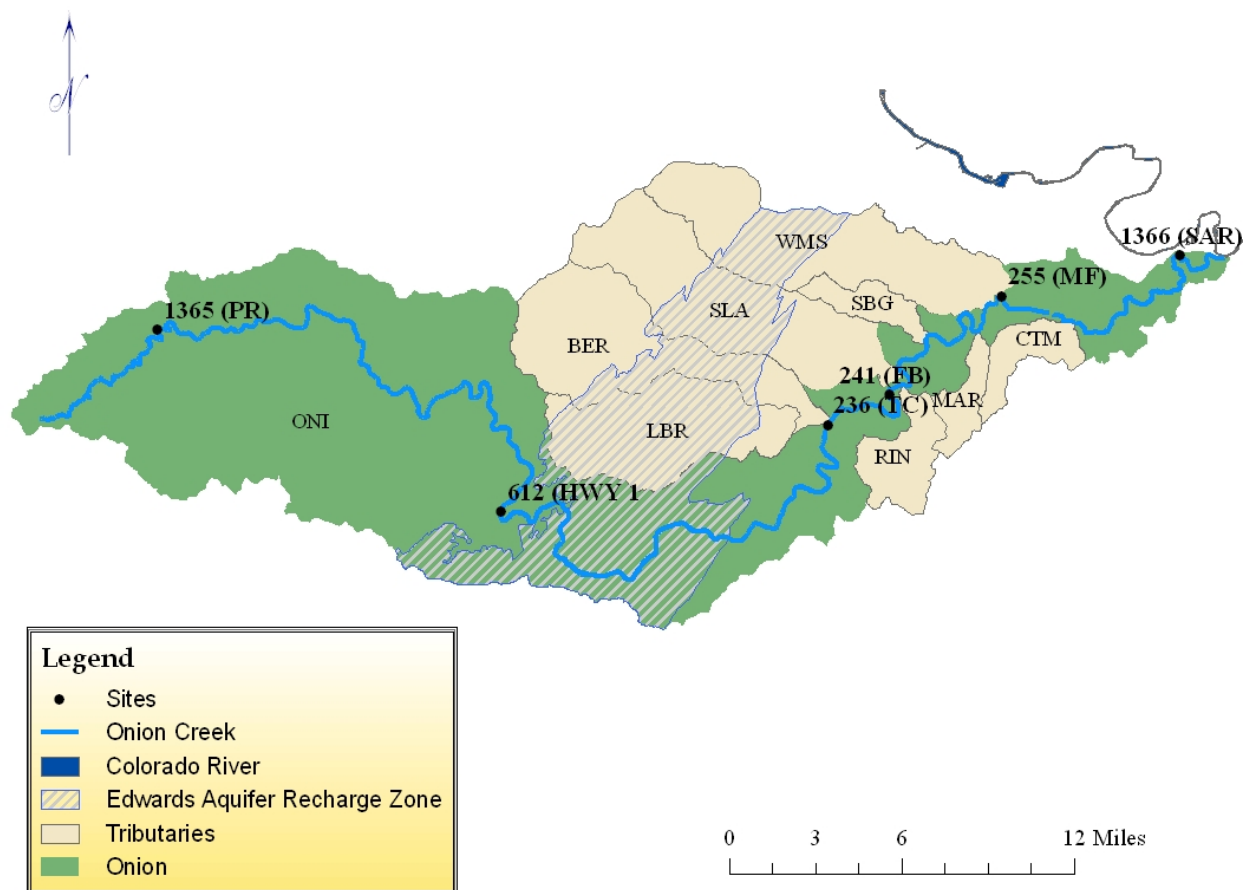 N
1366 (SAR)
WMS
255 (MF)
SBG
1365 (PR)
SLA
CTM
BER
241 (FB)
MAR
236 (TC)
ONI
LBR
RIN
612 (HWY 1
Legend
Sites
Onion Creek
Colorado River
Edwards Aquifer Recharge Zone
Tributaries
Onion
0 3 6 12 Miles